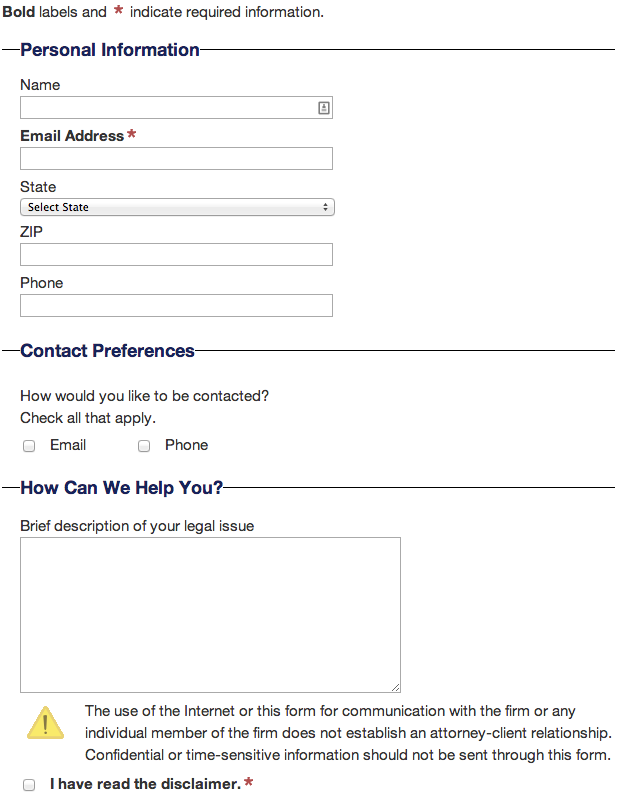 Bold labels and * indicate required information.
Personal Information
Name
Email Address *
State
Select State
ZIP
Phone
Contact Preferences
How would you like to be contacted?
Check all that apply.
Email Phone
How Can We Help You?
Brief description of your legal issue
The use of the Internet or this form for communication with the firm or any
individual member of the firm does not establish an attorney-client relationship.
Confidential or time-sensitive information should not be sent through this form.
I have read the disclaimer. *